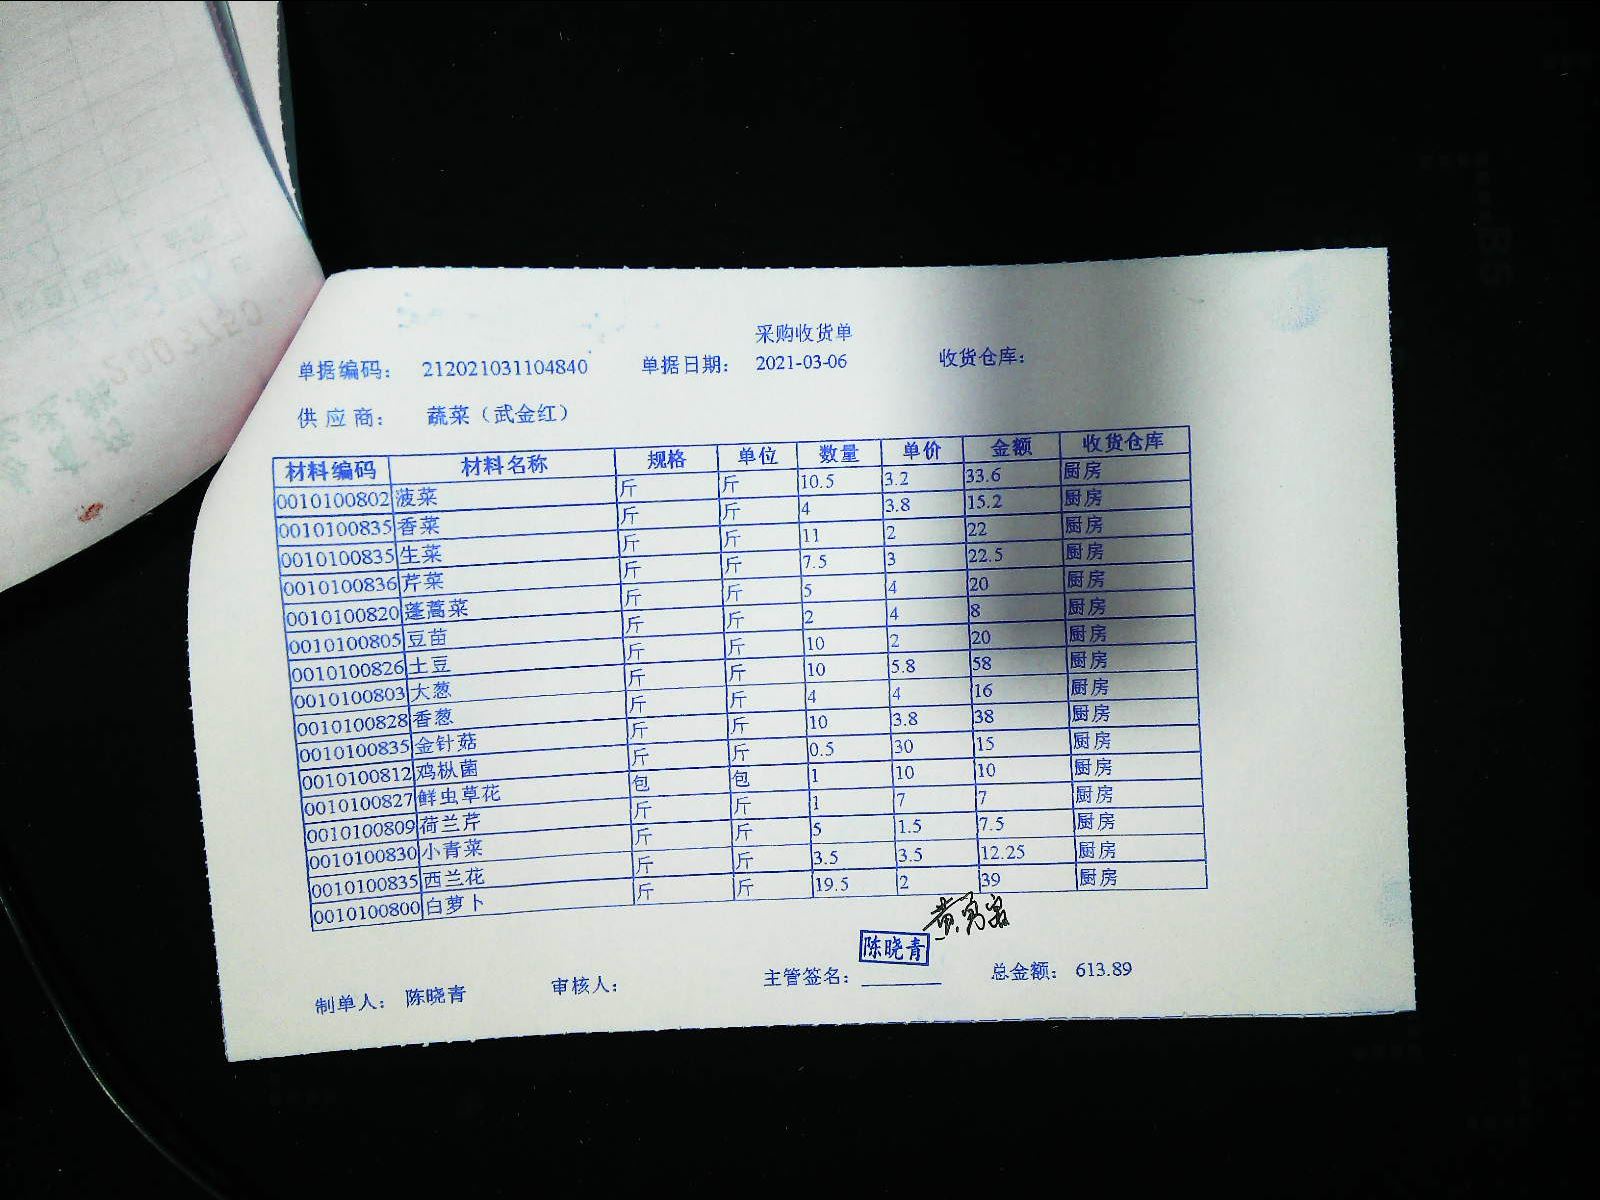 采购收货单
单据编码： 212021031104840 单据日期： 2021-03-06 收货仓库：
供应商： 蔬菜（武金红）
材料编码 材料名称 规格 单位 数量 单价 金额 收货仓库
0010100802 菠菜 斤 斤 10.5 3.2 33.6 厨房
0010100835 香菜 斤 斤 4 3.8 15.2 厨房
0010100835 生菜 斤 斤 11 2 22 厨房
0010100836 芹菜 斤 斤 7.5 3 22.5 厨房
0010100820 蓬蒿菜 斤 斤 5 4 20 厨房
0010100805 豆苗 斤 斤 2 4 8 厨房
0010100826 土豆 斤 斤 10 2 20 厨房
0010100803 大葱 斤 斤 10 5.8 58 厨房
0010100828 香葱 斤 斤 4 4 16 厨房
0010100835 金针菇 斤 斤 10 3.8 38 厨房
0010100812 鸡枞菌 斤 斤 0.5 30 15 厨房
0010100827 鲜虫草花 包 包 1 10 10 厨房
0010100809 荷兰芹 斤 斤 1 7 7 厨房
0010100830 小青菜 斤 斤 5 1.5 7.5 厨房
0010100835 西兰花 斤 斤 3.5 3.5 12.25 厨房
0010100800 白萝卜 斤 斤 19.5 2 39 厨房
陈晓青
制单人： 陈晓青 审核人： 主管签名： 总金额： 613.89